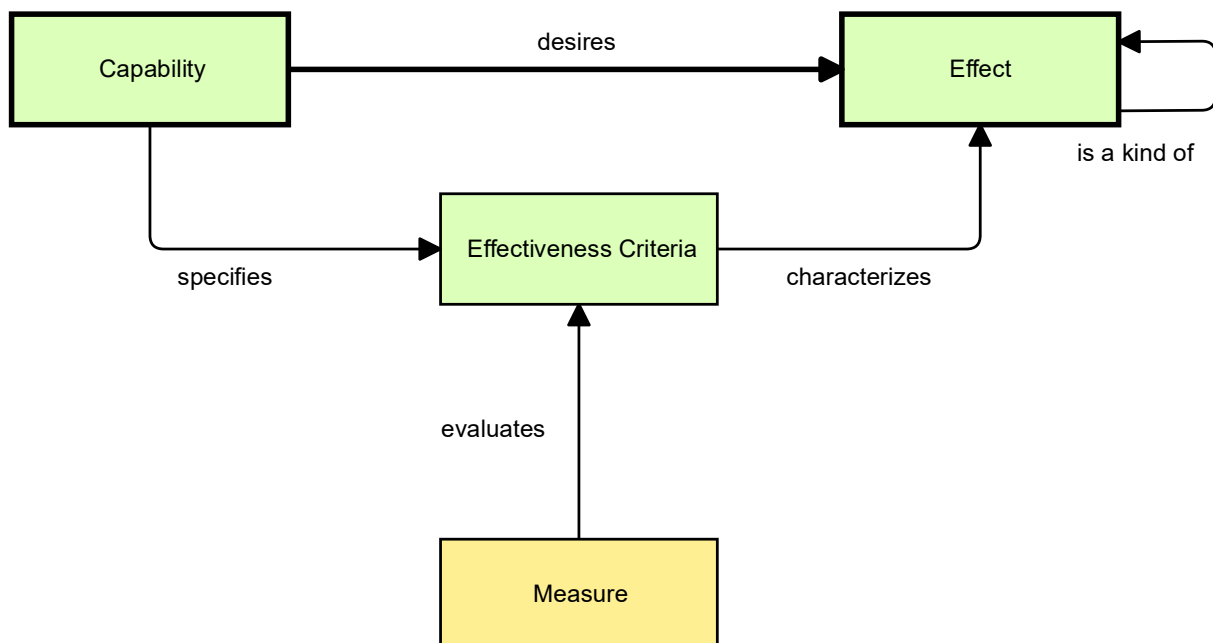 desires
Capability
Effect
is a kind of
Effectiveness Criteria
specifies
characterizes
evaluates
Measure